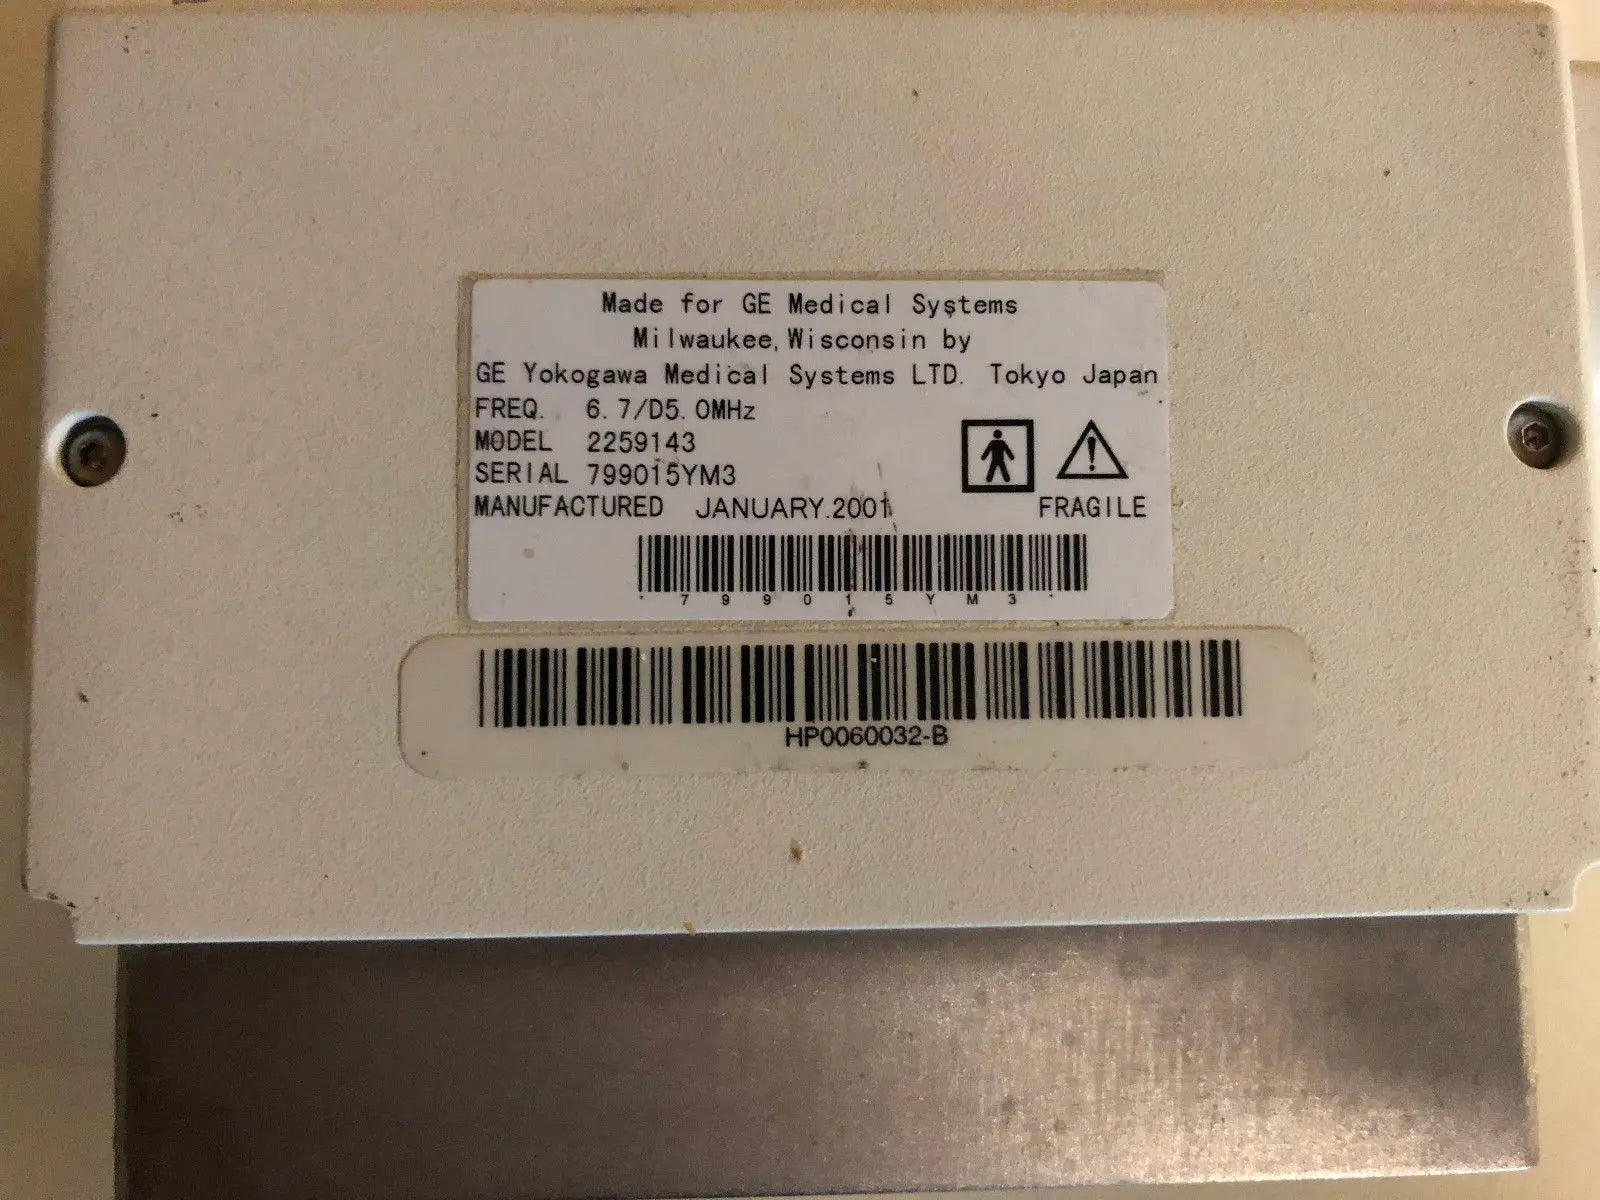 Made for GE Medical Systems
Milwaukee, Wisconsin by
GE Yokogawa Medical Systems LTD. Tokyo Japan
FREQ. 6.7/D5.0MHz
MODEL 2259143
SERIAL 799015YM3
MANUFACTURED JANUARY.2001
FRAGILE
*799015YM3*
HP0060032-B